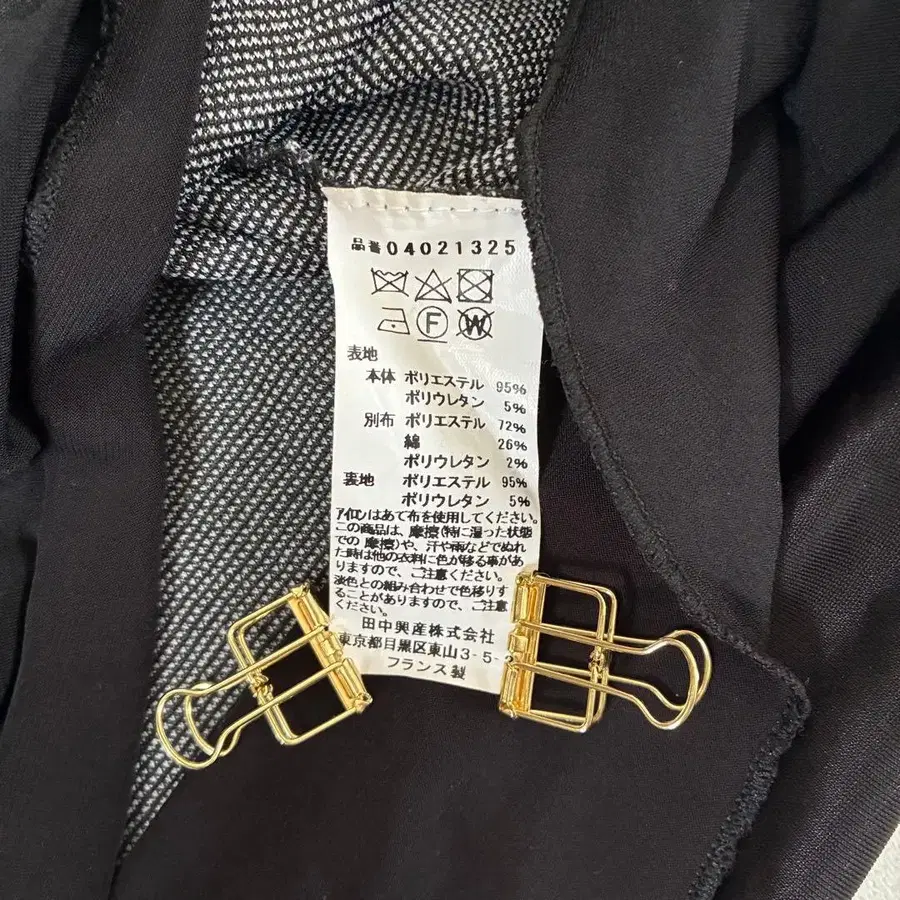 品番 04021325
F
W
表地
本体 ポリエステル 95%
ポリウレタン 5%
別布 ポリエステル 72%
綿 26%
ポリウレタン 2%
表地 ポリエステル 95%
ポリウレタン 5%
アイロンはあて布を使用してください。
この商品は、摩擦(特に湿った状態
での摩擦)や、汗や雨などでぬれ
た時は他の衣料に色が移る事があ
りますので、ご注意ください。
淡色との組み合わせで色移りす
ることがありますので、ご注意
ください。
田中興産株式会社
東京都目黒区東山3-5-
フランス製